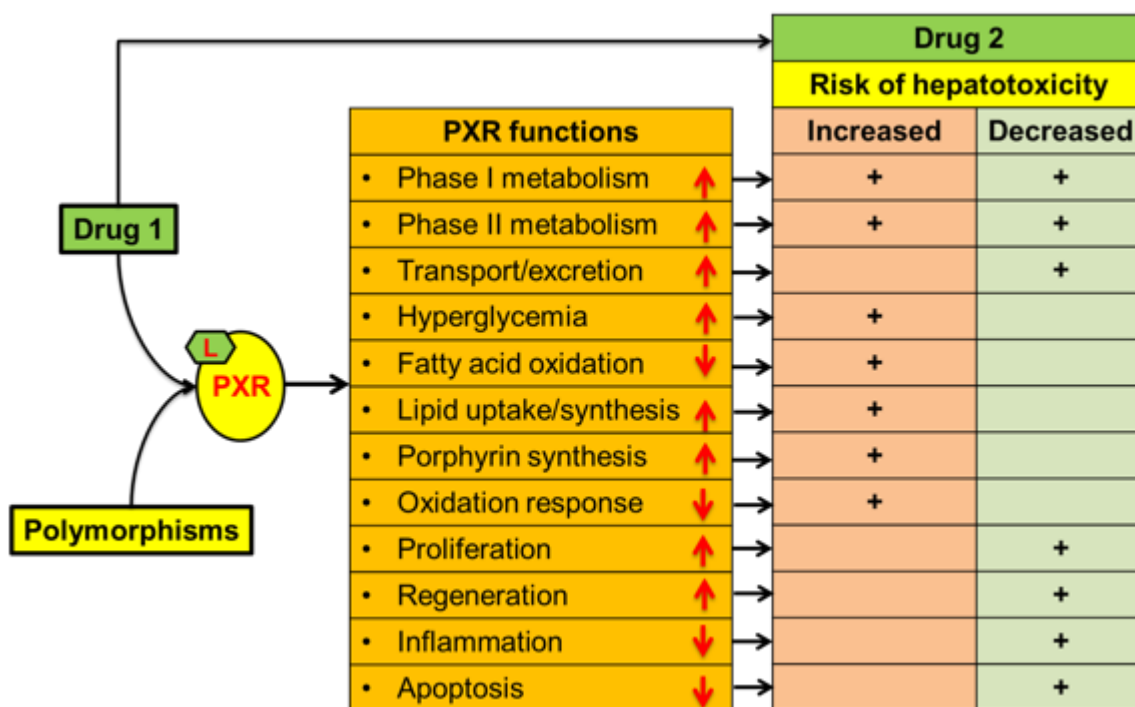 Drug 2
Risk of hepatotoxicity
PXR functions
Increased
Decreased
• Phase I metabolism ↑ + +
• Phase II metabolism ↑ + +
• Transport/excretion ↑ +
• Hyperglycemia ↑ +
• Fatty acid oxidation ↓ +
• Lipid uptake/synthesis ↑ +
• Porphyrin synthesis ↑ +
• Oxidation response ↓ +
• Proliferation ↑ +
• Regeneration ↑ +
• Inflammation ↓ +
• Apoptosis ↓ +
Drug 1
L
PXR
Polymorphisms